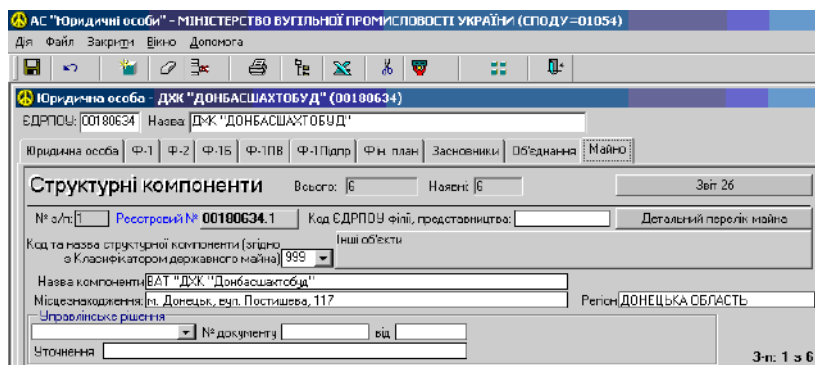 АС "Юридичні особи" - МІНІСТЕРСТВО ВУГІЛЬНОЇ ПРОМИСЛОВОСТІ УКРАЇНИ (СПОДУ=01054)
Дія Файл Закрити Вікно Допомога
Юридична особа - ДХК "ДОНБАСШАХТОБУД" (00180634)
ЄДРПОУ: 00180634 Назва: ДХК "ДОНБАСШАХТОБУД"
Юридична особа Ф-1 Ф-2 Ф-1Б Ф-1ПВ Ф-1Підпр Фін. план Засновники Об'єднання Майно
Структурні компоненти Всього: 6 Наявні: 6 Звіт 26
№ з/п: 1 Реєстровий № 00180634.1 Код ЄДРПОУ філії, представництва: Детальний перелік майна
Код та назва структурної компоненти (згідно Інші об'єкти
з Класифікатором державного майна) 999
Назва компоненти ВАТ "ДХК "Донбасшахтобуд"
Місцезнаходження: м. Донецьк, вул. Постишева, 117 Регіон ДОНЕЦЬКА ОБЛАСТЬ
Управлінське рішення
№ документу від
Уточнення
З-п: 1 з 6